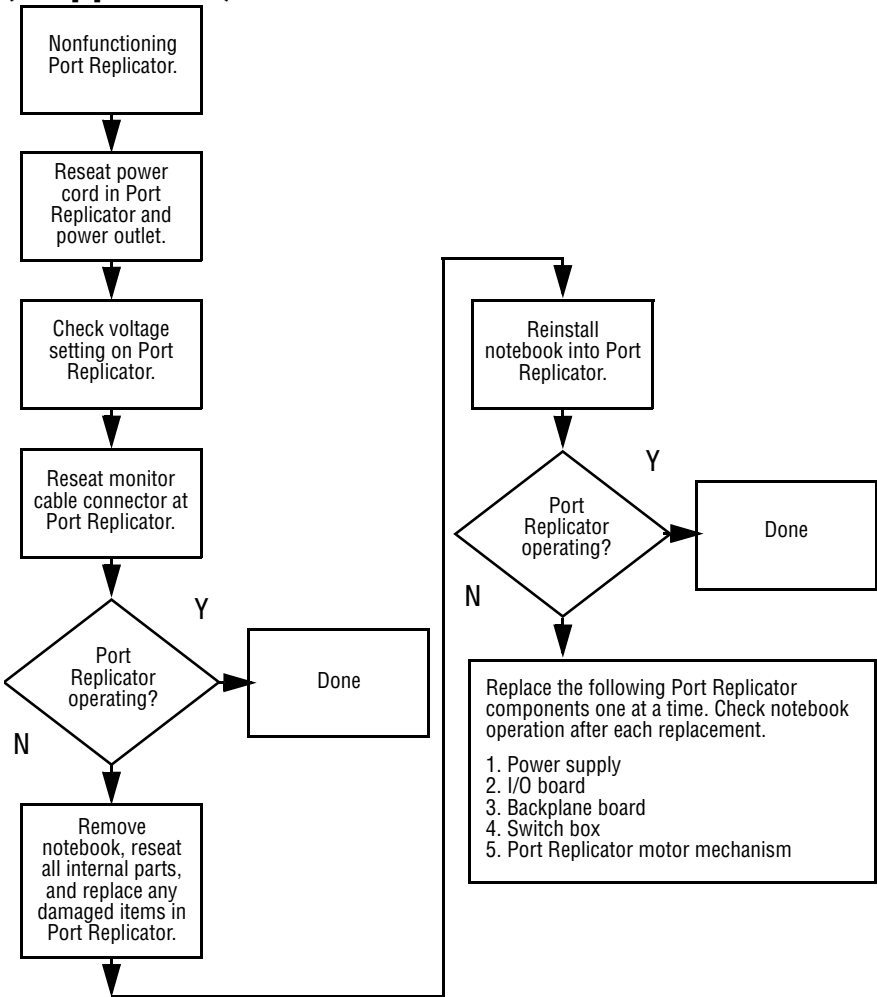 Nonfunctioning
Port Replicator.
Reseat power
cord in Port
Replicator and
power outlet.
Check voltage
setting on Port
Replicator.
Reseat monitor
cable connector at
Port Replicator.
Port
Replicator
operating?
Y
Done
N
Remove
notebook, reseat
all internal parts,
and replace any
damaged items in
Port Replicator.
Reinstall
notebook into Port
Replicator.
Port
Replicator
operating?
Y
Done
N
Replace the following Port Replicator
components one at a time. Check notebook
operation after each replacement.
1. Power supply
2. I/O board
3. Backplane board
4. Switch box
5. Port Replicator motor mechanism